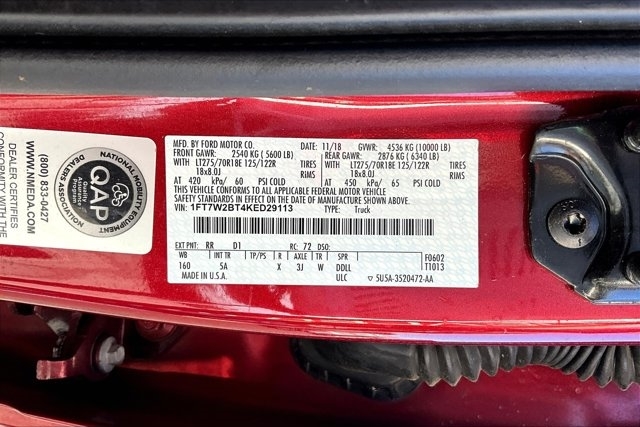 MFD. BY FORD MOTOR CO. 11/18 GVWR: 4536 KG (10000 LB)
FRONT GAWR: 2540 KG ( 5600 LB) REAR GAWR: 2876 KG ( 6340 LB)
WITH LT275/70R18E 125/122R TIRES WITH LT275/70R18E 125/122R TIRES
18x8.0J RIMS 18x8.0J RIMS
AT 420 kPa/ 60 PSI COLD AT 450 kPa/ 65 PSI COLD
THIS VEHICLE CONFORMS TO ALL APPLICABLE FEDERAL MOTOR VEHICLE
SAFETY STANDARDS IN EFFECT ON THE DATE OF MANUFACTURE SHOWN ABOVE.
VIN: 1FT7W2BT4KED29113 TYPE: Truck
EXT PNT: RR D1 RC: 72 DSO:
WB INT TR TP/PS R AXLE TR SPR F0602
160 SA X 3J W DDLL T1013
MADE IN U.S.A. ULC 5U5A-3520472-AA
DEALER CERTIFIES
WWW.NMEDA.COM
(800) 833-0427
NATIONAL MOBILITY EQUIPMENT
DEALERS ASSOCIATION
QAP
Quality
Assurance
Program